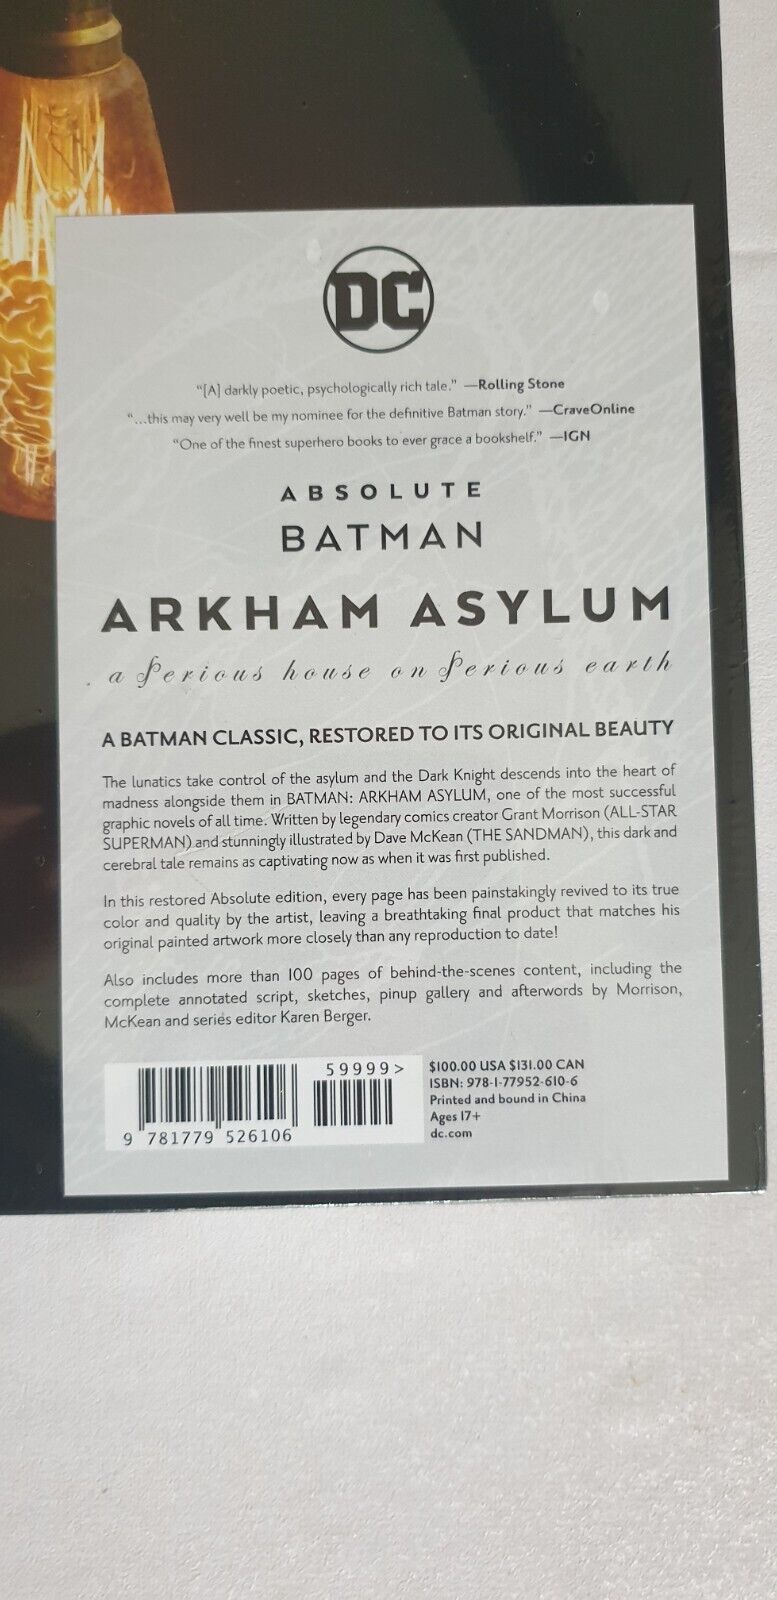 DC
“[A] darkly poetic, psychologically rich tale.” —Rolling Stone
“...this may very well be my nominee for the definitive Batman story.” —CraveOnline
“One of the finest superhero books to ever grace a bookshelf.” —IGN
ABSOLUTE
BATMAN
ARKHAM ASYLUM
a serious house on serious earth
A BATMAN CLASSIC, RESTORED TO ITS ORIGINAL BEAUTY
The lunatics take control of the asylum and the Dark Knight descends into the heart of
madness alongside them in BATMAN: ARKHAM ASYLUM, one of the most successful
graphic novels of all time. Written by legendary comics creator Grant Morrison (ALL-STAR
SUPERMAN) and stunningly illustrated by Dave McKean (THE SANDMAN), this dark and
cerebral tale remains as captivating now as when it was first published.
In this restored Absolute edition, every page has been painstakingly revived to its true
color and quality by the artist, leaving a breathtaking final product that matches his
original painted artwork more closely than any reproduction to date!
Also includes more than 100 pages of behind-the-scenes content, including the
complete annotated script, sketches, pinup gallery and afterwords by Morrison,
McKean and series editor Karen Berger.
59999>
9 781779 526106
$100.00 USA $131.00 CAN
ISBN: 978-1-77952-610-6
Printed and bound in China
Ages 17+
dc.com